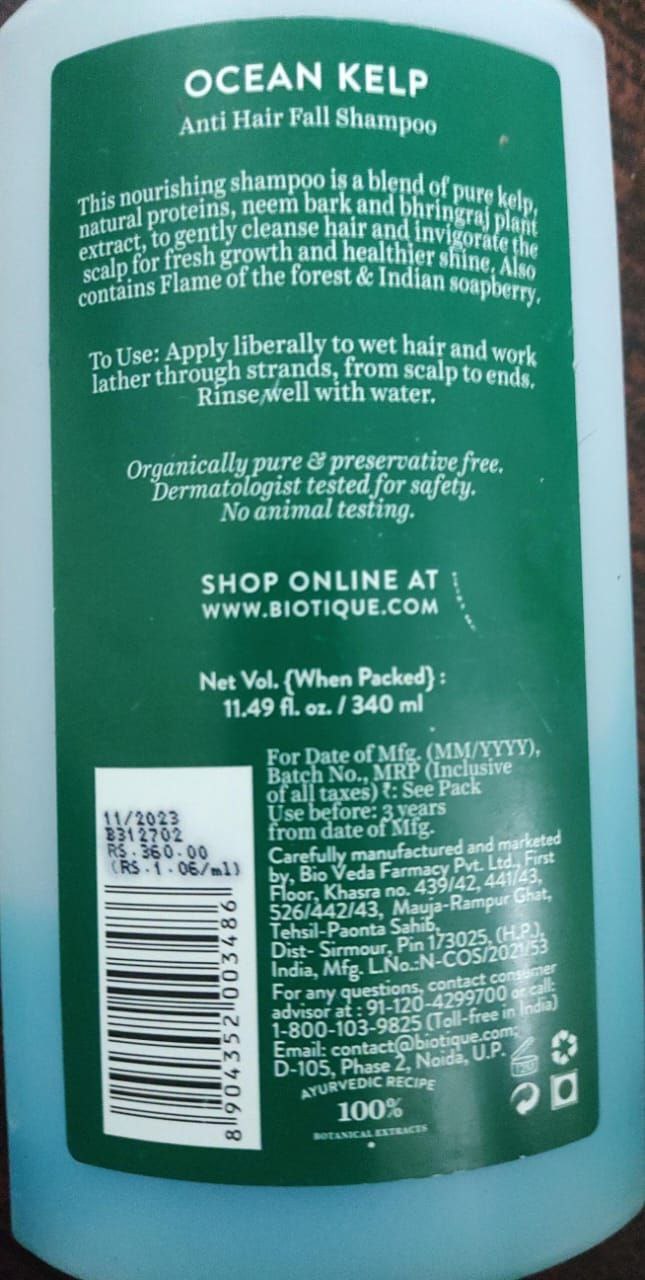 OCEAN KELP
Anti Hair Fall Shampoo
This nourishing shampoo is a blend of pure kelp,
natural proteins, neem bark and bhringraj plant
extract, to gently cleanse hair and invigorate the
scalp for fresh growth and healthier shine, Also
contains Flame of the forest & Indian soapberry.
To Use: Apply liberally to wet hair and work
lather through strands, from scalp to ends.
Rinse well with water.
Organically pure & preservative free.
Dermatologist tested for safety.
No animal testing.
SHOP ONLINE AT
WWW.BIOTIQUE.COM
Net Vol. {When Packed} :
11.49 fl. oz. / 340 ml
For Date of Mfg. (MM/YYYY),
Batch No., MRP (Inclusive
of all taxes) ₹: See Pack
Use before: 3 years
from date of Mfg.
11/2023
B312702
RS.360.00
(RS.1.06/ml)
8 904352 003486
Carefully manufactured and marketed
by, Bio Veda Farmacy Pvt. Ltd., First
Floor, Khasra no. 439/42, 441/43,
526/442/43, Mauja-Rampur Ghat,
Tehsil-Paonta Sahib,
Dist- Sirmour, Pin 173025, (H.P.),
India, Mfg. L.No.:N-COS/2021/53
For any questions, contact consumer
advisor at : 91-120-4299700 or call:
1-800-103-9825 (Toll-free in India)
Email: contact@biotique.com;
D-105, Phase 2, Noida, U.P.
12M
AYURVEDIC RECIPE
100%
BOTANICAL EXTRACTS